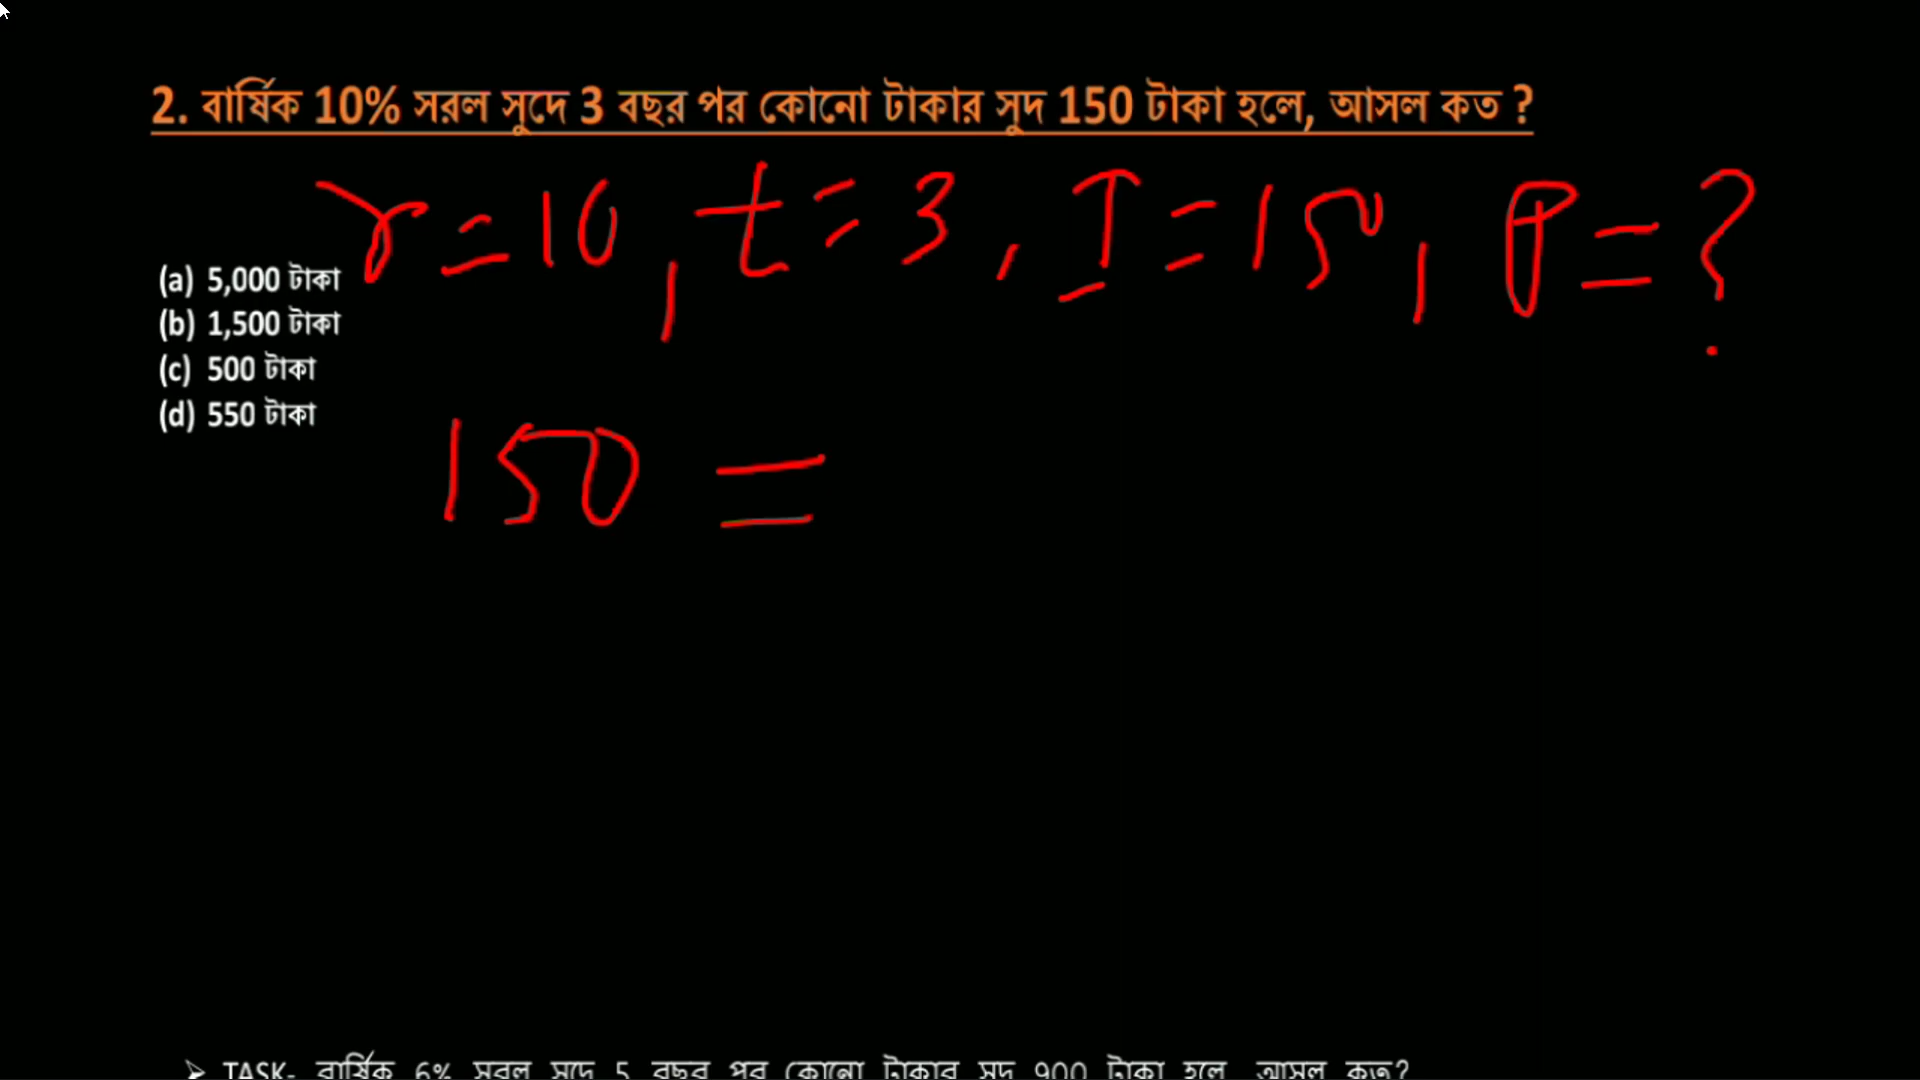 2. বার্ষিক 10% সরল সুদে 3 বছর পর কোনো টাকার সুদ 150 টাকা হলে, আসল কত ?
r = 10, t = 3, I = 150, P = ?
(a) 5,000 টাকা
(b) 1,500 টাকা
(c) 500 টাকা
(d) 550 টাকা
150 =
➢ TASK- বার্ষিক 6% সরল সুদে 5 বছর পর কোনো টাকার সুদ 900 টাকা হলে, আসল কত?